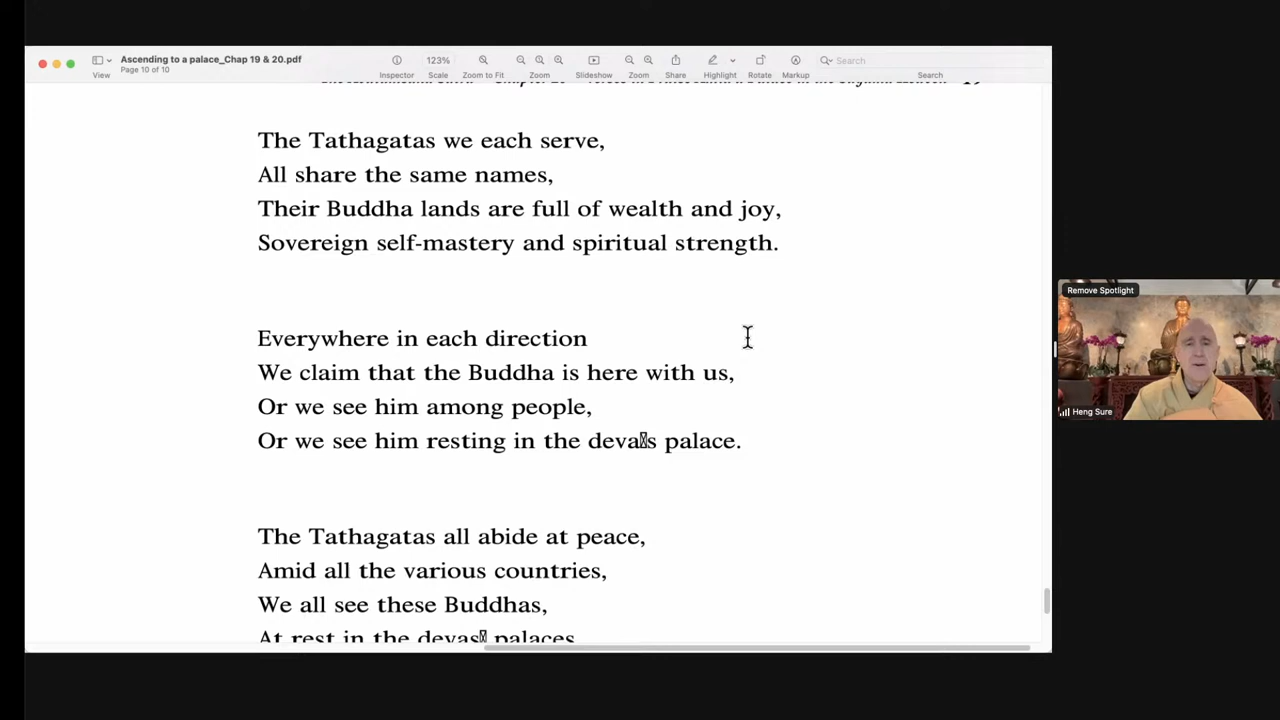 Ascending to a palace_Chap 19 & 20.pdf
Page 10 of 10
View
Inspector
123%
Scale
Zoom to Fit
Zoom
Slideshow
Zoom
Share
Highlight
Rotate
Markup
Search
Search
The Tathagatas we each serve,
All share the same names,
Their Buddha lands are full of wealth and joy,
Sovereign self-mastery and spiritual strength.
Everywhere in each direction
We claim that the Buddha is here with us,
Or we see him among people,
Or we see him resting in the deva▯s palace.
The Tathagatas all abide at peace,
Amid all the various countries,
We all see these Buddhas,
At rest in the devas▯ palaces
Remove Spotlight
Heng Sure